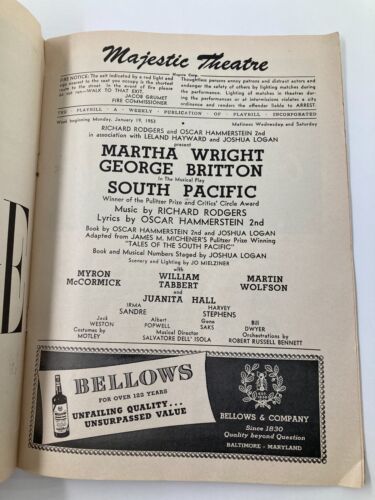 Majestic Theatre
Majestic Corp.
FIRE NOTICE: The exit indicated by a red light and sign nearest to the seat you occupy is the shortest route to the street. In the event of fire please do not run—WALK TO THAT EXIT.
JACOB GRUMET
FIRE COMMISSIONER
Thoughtless persons annoy patrons and distract actors and endanger the safety of others by lighting matches during the performance. Lighting of matches in theatres during the performances or at intermissions violates a city ordinance and renders the offender liable to ARREST.
THE PLAYBILL • A • WEEKLY • PUBLICATION • OF • PLAYBILL • INCORPORATED
Week beginning Monday, January 19, 1953
Matinees Wednesday and Saturday
RICHARD RODGERS and OSCAR HAMMERSTEIN 2nd
in association with LELAND HAYWARD and JOSHUA LOGAN
present
MARTHA WRIGHT
GEORGE BRITTON
In The Musical Play
SOUTH PACIFIC
Winner of the Pulitzer Prize and Critics' Circle Award
Music by RICHARD RODGERS
Lyrics by OSCAR HAMMERSTEIN 2nd
Book by OSCAR HAMMERSTEIN 2nd and JOSHUA LOGAN
Adapted from JAMES M. MICHENER'S Pulitzer Prize Winning
"TALES OF THE SOUTH PACIFIC"
Book and Musical Numbers Staged by JOSHUA LOGAN
Scenery and Lighting by JO MIELZINER
with
MYRON McCORMICK
WILLIAM TABBERT
MARTIN WOLFSON
and
JUANITA HALL
IRMA SANDRE
HARVEY STEPHENS
Jack WESTON
Albert POPWELL
Gene SAKS
Bill DWYER
Costumes by MOTLEY
Musical Director SALVATORE DELL' ISOLA
Orchestrations by ROBERT RUSSELL BENNETT
BELLOWS
FOR OVER 122 YEARS
UNFAILING QUALITY...
UNSURPASSED VALUE
BELLOWS & COMPANY
Since 1830
Quality beyond Question
BALTIMORE - MARYLAND
E